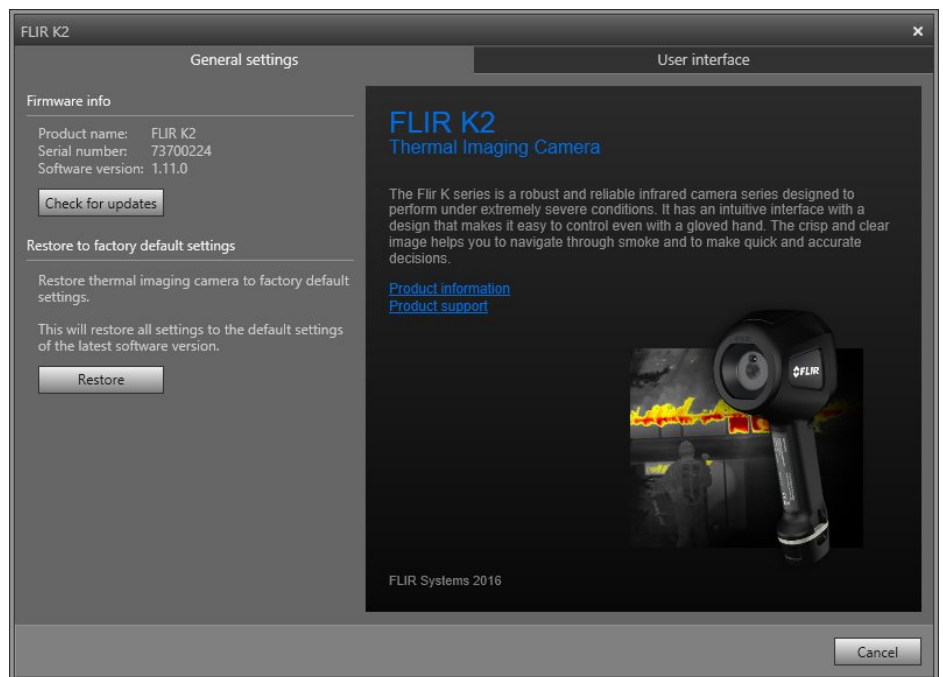 FLIR K2
General settings
User interface
Firmware info
Product name: FLIR K2
Serial number: 73700224
Software version: 1.11.0
Check for updates
Restore to factory default settings
Restore thermal imaging camera to factory default
settings.
This will restore all settings to the default settings
of the latest software version.
Restore
FLIR K2
Thermal Imaging Camera
The Flir K series is a robust and reliable infrared camera series designed to
perform under extremely severe conditions. It has an intuitive interface with a
design that makes it easy to control even with a gloved hand. The crisp and clear
image helps you to navigate through smoke and to make quick and accurate
decisions.
Product information
Product support
FLIR
FLIR Systems 2016
Cancel